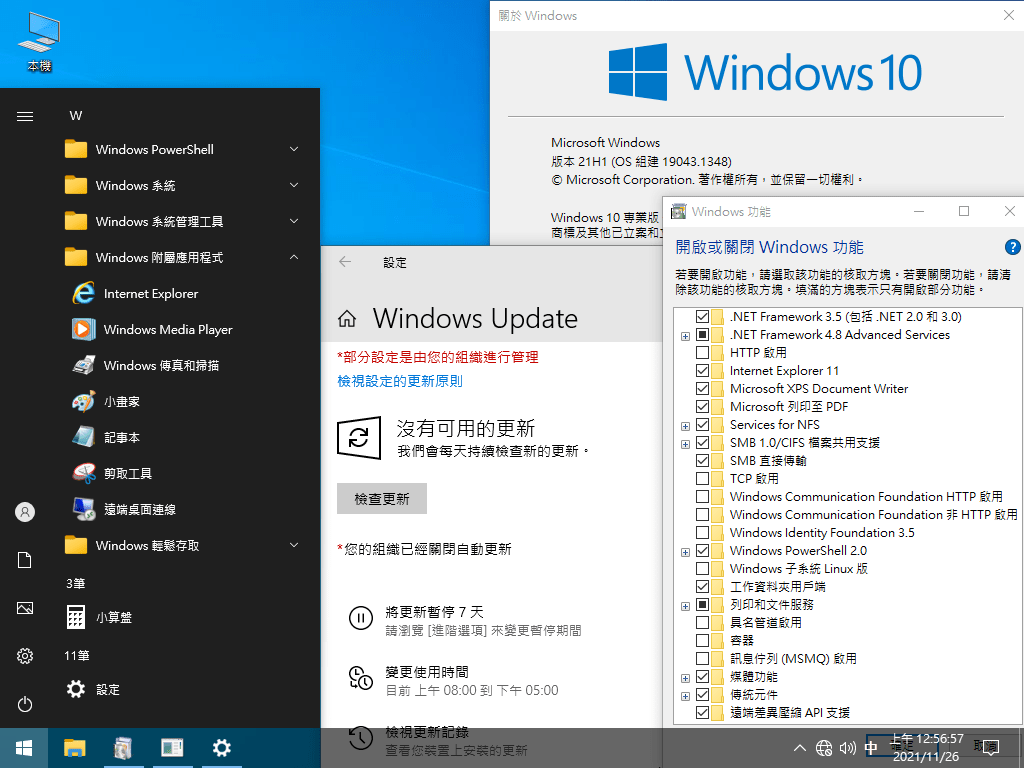 本機
W
Windows PowerShell
Windows 系統
Windows 系統管理工具
Windows 附屬應用程式
Internet Explorer
Windows Media Player
Windows 傳真和掃描
小畫家
記事本
剪取工具
遠端桌面連線
Windows 輕鬆存取
3筆
小算盤
11筆
設定
關於 Windows
Windows 10
Microsoft Windows
版本 21H1 (OS 組建 19043.1348)
© Microsoft Corporation. 著作權所有，並保留一切權利。
Windows 10 專業版
商標及其他已立案和
設定
Windows Update
*部分設定是由您的組織進行管理
檢視設定的更新原則
沒有可用的更新
我們會每天持續檢查新的更新。
檢查更新
*您的組織已經關閉自動更新
將更新暫停 7 天
請瀏覽 [進階選項] 來變更暫停期間
變更使用時間
目前 上午 08:00 到 下午 05:00
檢視更新記錄
查看您裝置上安裝的更新
Windows 功能
開啟或關閉 Windows 功能
若要開啟功能，請選取該功能的核取方塊。若要關閉功能，請清
除該功能的核取方塊。填滿的方塊表示只有開啟部分功能。
.NET Framework 3.5 (包括 .NET 2.0 和 3.0)
.NET Framework 4.8 Advanced Services
HTTP 啟用
Internet Explorer 11
Microsoft XPS Document Writer
Microsoft 列印至 PDF
Services for NFS
SMB 1.0/CIFS 檔案共用支援
SMB 直接傳輸
TCP 啟用
Windows Communication Foundation HTTP 啟用
Windows Communication Foundation 非 HTTP 啟用
Windows Identity Foundation 3.5
Windows PowerShell 2.0
Windows 子系統 Linux 版
工作資料夾用戶端
列印和文件服務
具名管道啟用
容器
訊息佇列 (MSMQ) 啟用
媒體功能
傳統元件
遠端差異壓縮 API 支援
中
上午 12:56:57
2021/11/26